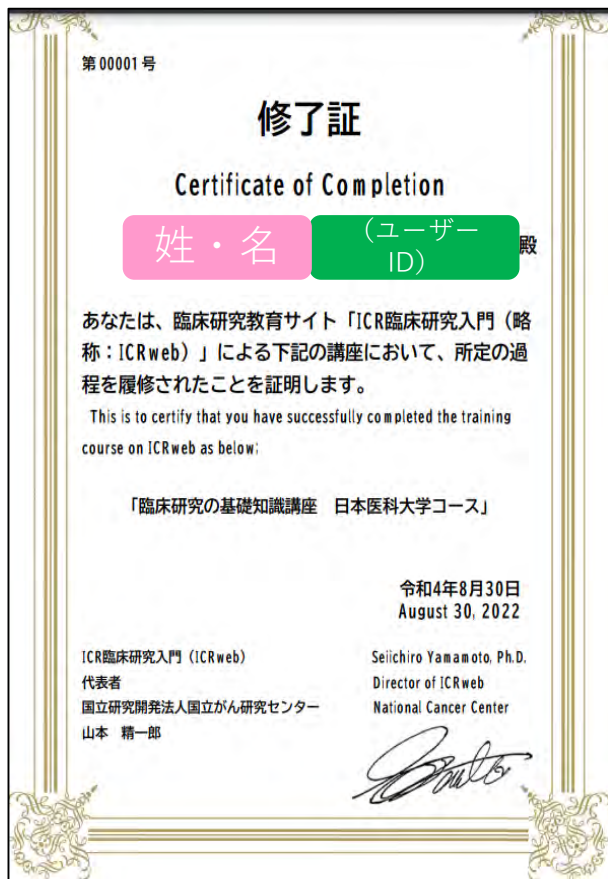 第 00001 号
修了証
Certificate of Completion
姓・名 （ユーザーID） 殿
あなたは、臨床研究教育サイト「ICR臨床研究入門（略
称：ICRweb）」による下記の講座において、所定の過
程を履修されたことを証明します。
This is to certify that you have successfully completed the training
course on ICRweb as below:
「臨床研究の基礎知識講座　日本医科大学コース」
令和4年8月30日
August 30, 2022
ICR臨床研究入門（ICRweb）
代表者
国立研究開発法人国立がん研究センター
山本　精一郎
Seiichiro Yamamoto, Ph.D.
Director of ICRweb
National Cancer Center